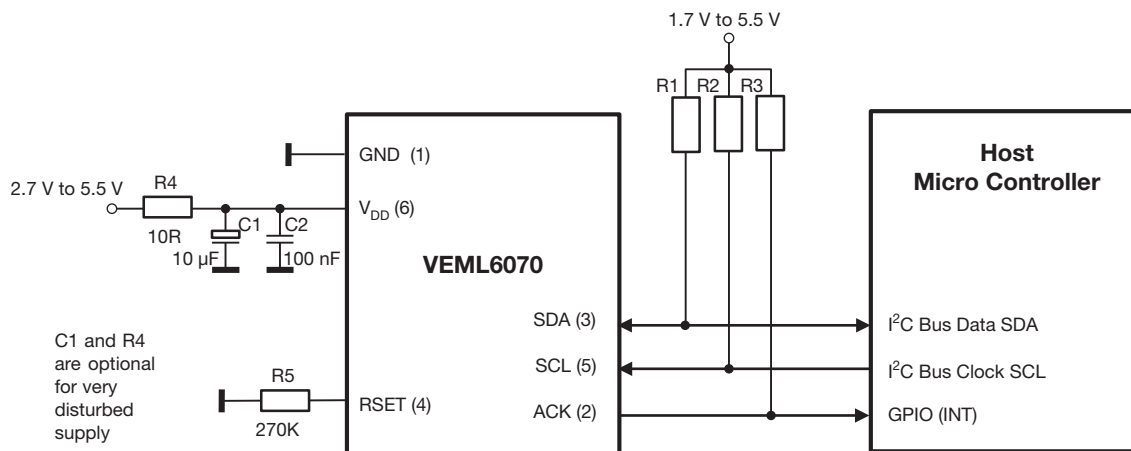 1.7 V to 5.5 V
R1
R2
R3
GND (1)
Host
Micro Controller
2.7 V to 5.5 V
R4
V_DD (6)
C1
C2
10R
10 µF
100 nF
VEML6070
SDA (3)
I²C Bus Data SDA
C1 and R4
are optional
for very
disturbed
supply
SCL (5)
I²C Bus Clock SCL
R5
RSET (4)
270K
ACK (2)
GPIO (INT)